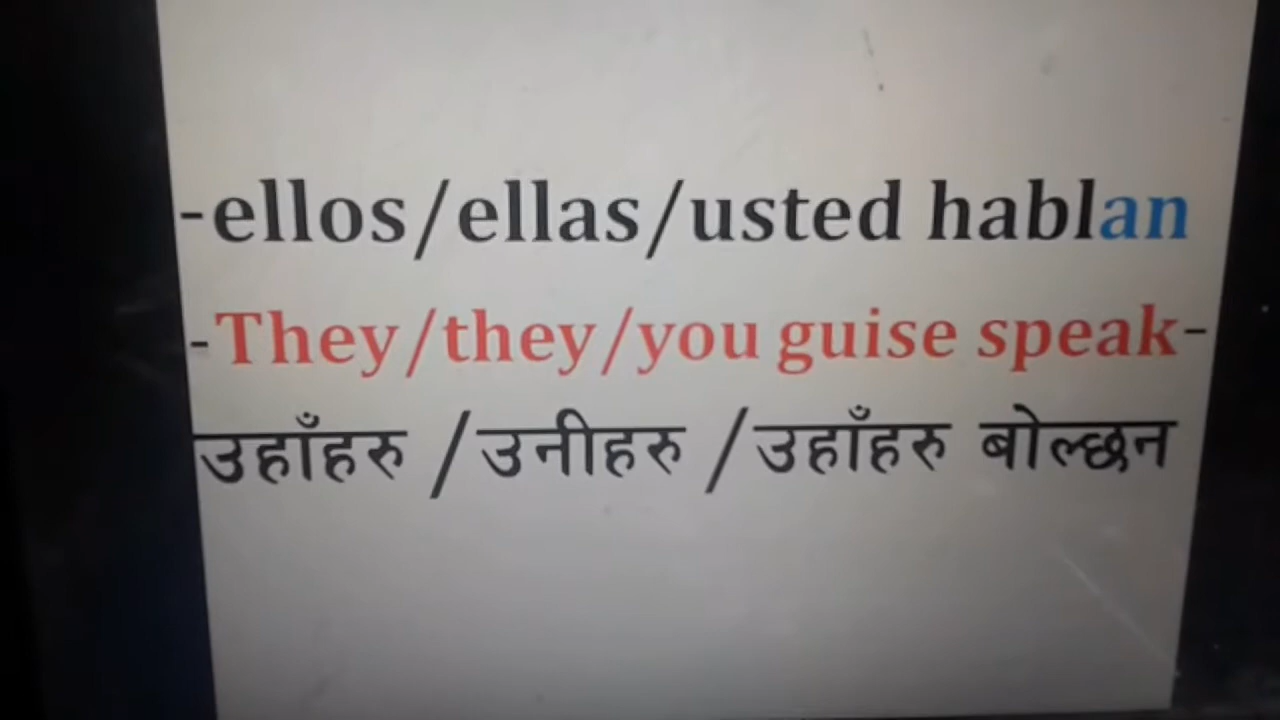 -ellos/ellas/usted hablan
-They/they/you guise speak-
उहाँहरु /उनीहरु /उहाँहरु बोल्छन